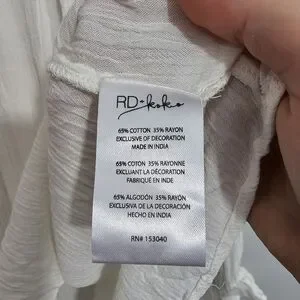 RD+koko
65% COTTON 35% RAYON
EXCLUSIVE OF DECORATION
MADE IN INDIA
65% COTON 35% RAYONNE
EXCLUANT LA DÉCORATION
FABRIQUÉ EN INDE
65% ALGODÓN 35% RAYÓN
EXCLUSIVA DE LA DECORACIÓN
HECHO EN INDIA
RN# 153040